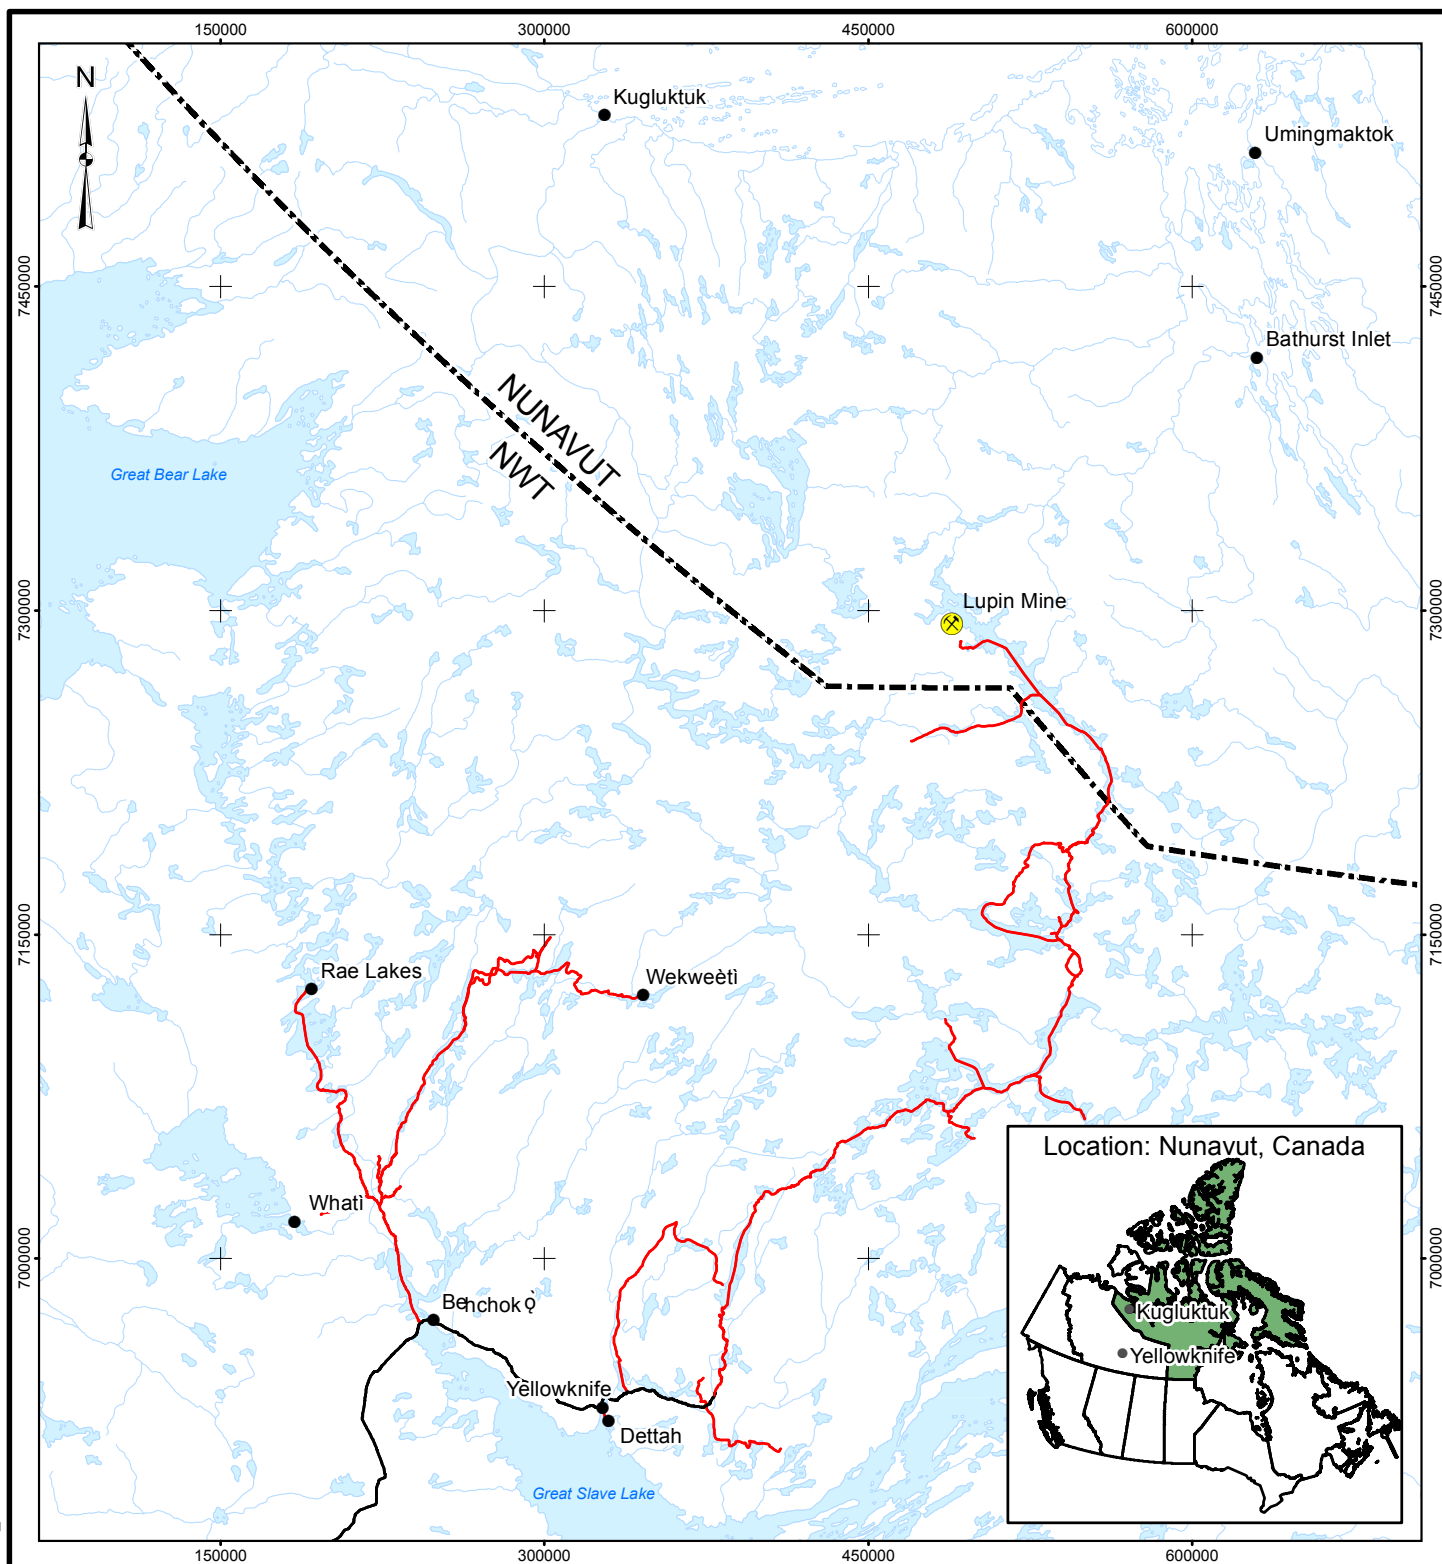 150000
300000
450000
600000
N
Kugluktuk
Umingmaktok
7450000
7450000
Bathurst Inlet
NUNAVUT
NWT
Great Bear Lake
7300000
7300000
Lupin Mine
7150000
7150000
Rae Lakes
Wekweètì
Location: Nunavut, Canada
Whatì
7000000
7000000
Behchokǫ̀
Kugluktuk
Yellowknife
Yellowknife
Dettah
Great Slave Lake
150000
300000
450000
600000